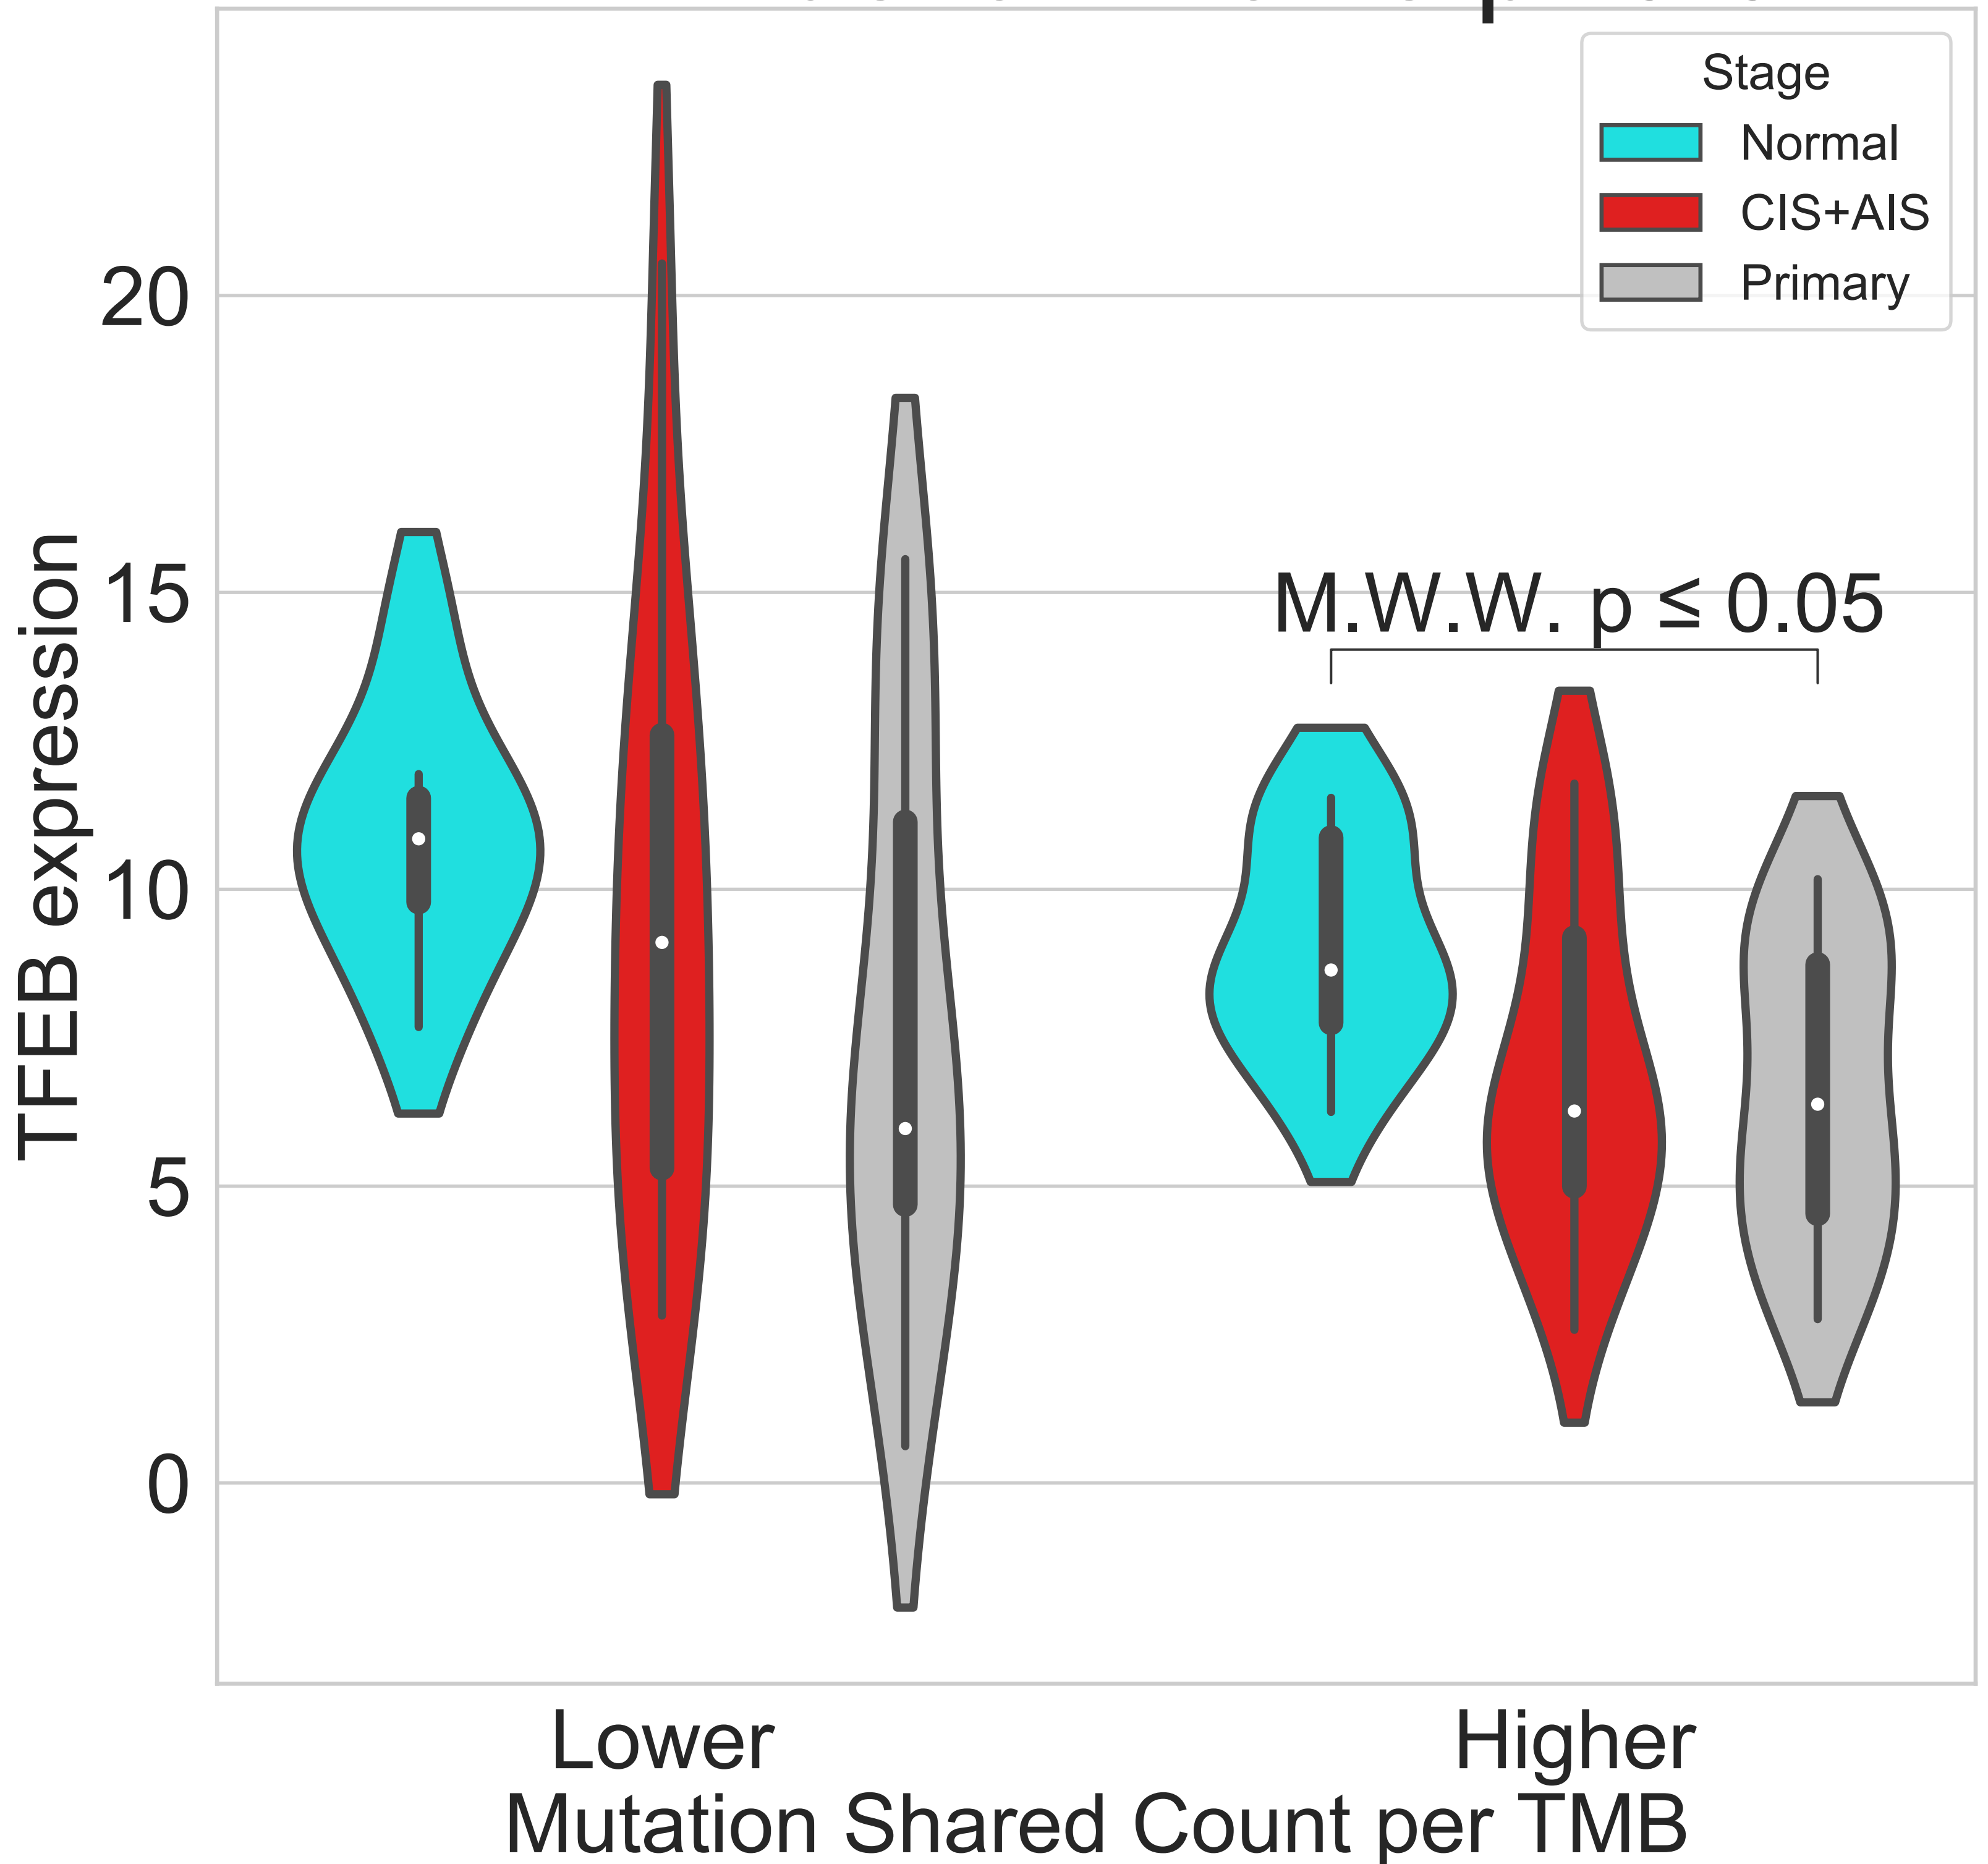 Stage
Normal
CIS+AIS
Primary
20
15
10
5
0
TFEB expression
M.W.W. p ≤ 0.05
Lower
Higher
Mutation Shared Count per TMB